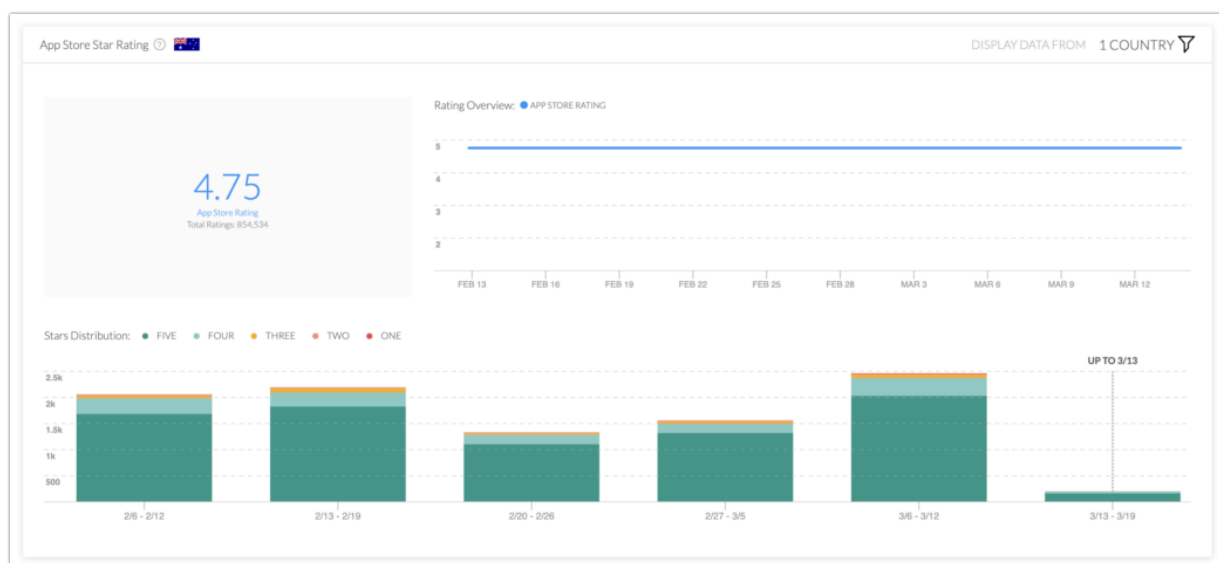 App Store Star Rating ?
DISPLAY DATA FROM 1 COUNTRY
4.75
App Store Rating
Total Ratings: 854,534
Rating Overview: APP STORE RATING
5
4
3
2
FEB 13 FEB 16 FEB 19 FEB 22 FEB 25 FEB 28 MAR 3 MAR 6 MAR 9 MAR 12
Stars Distribution: FIVE FOUR THREE TWO ONE
UP TO 3/13
2.5k
2k
1.5k
1k
500
2/6 - 2/12 2/13 - 2/19 2/20 - 2/26 2/27 - 3/5 3/6 - 3/12 3/13 - 3/19